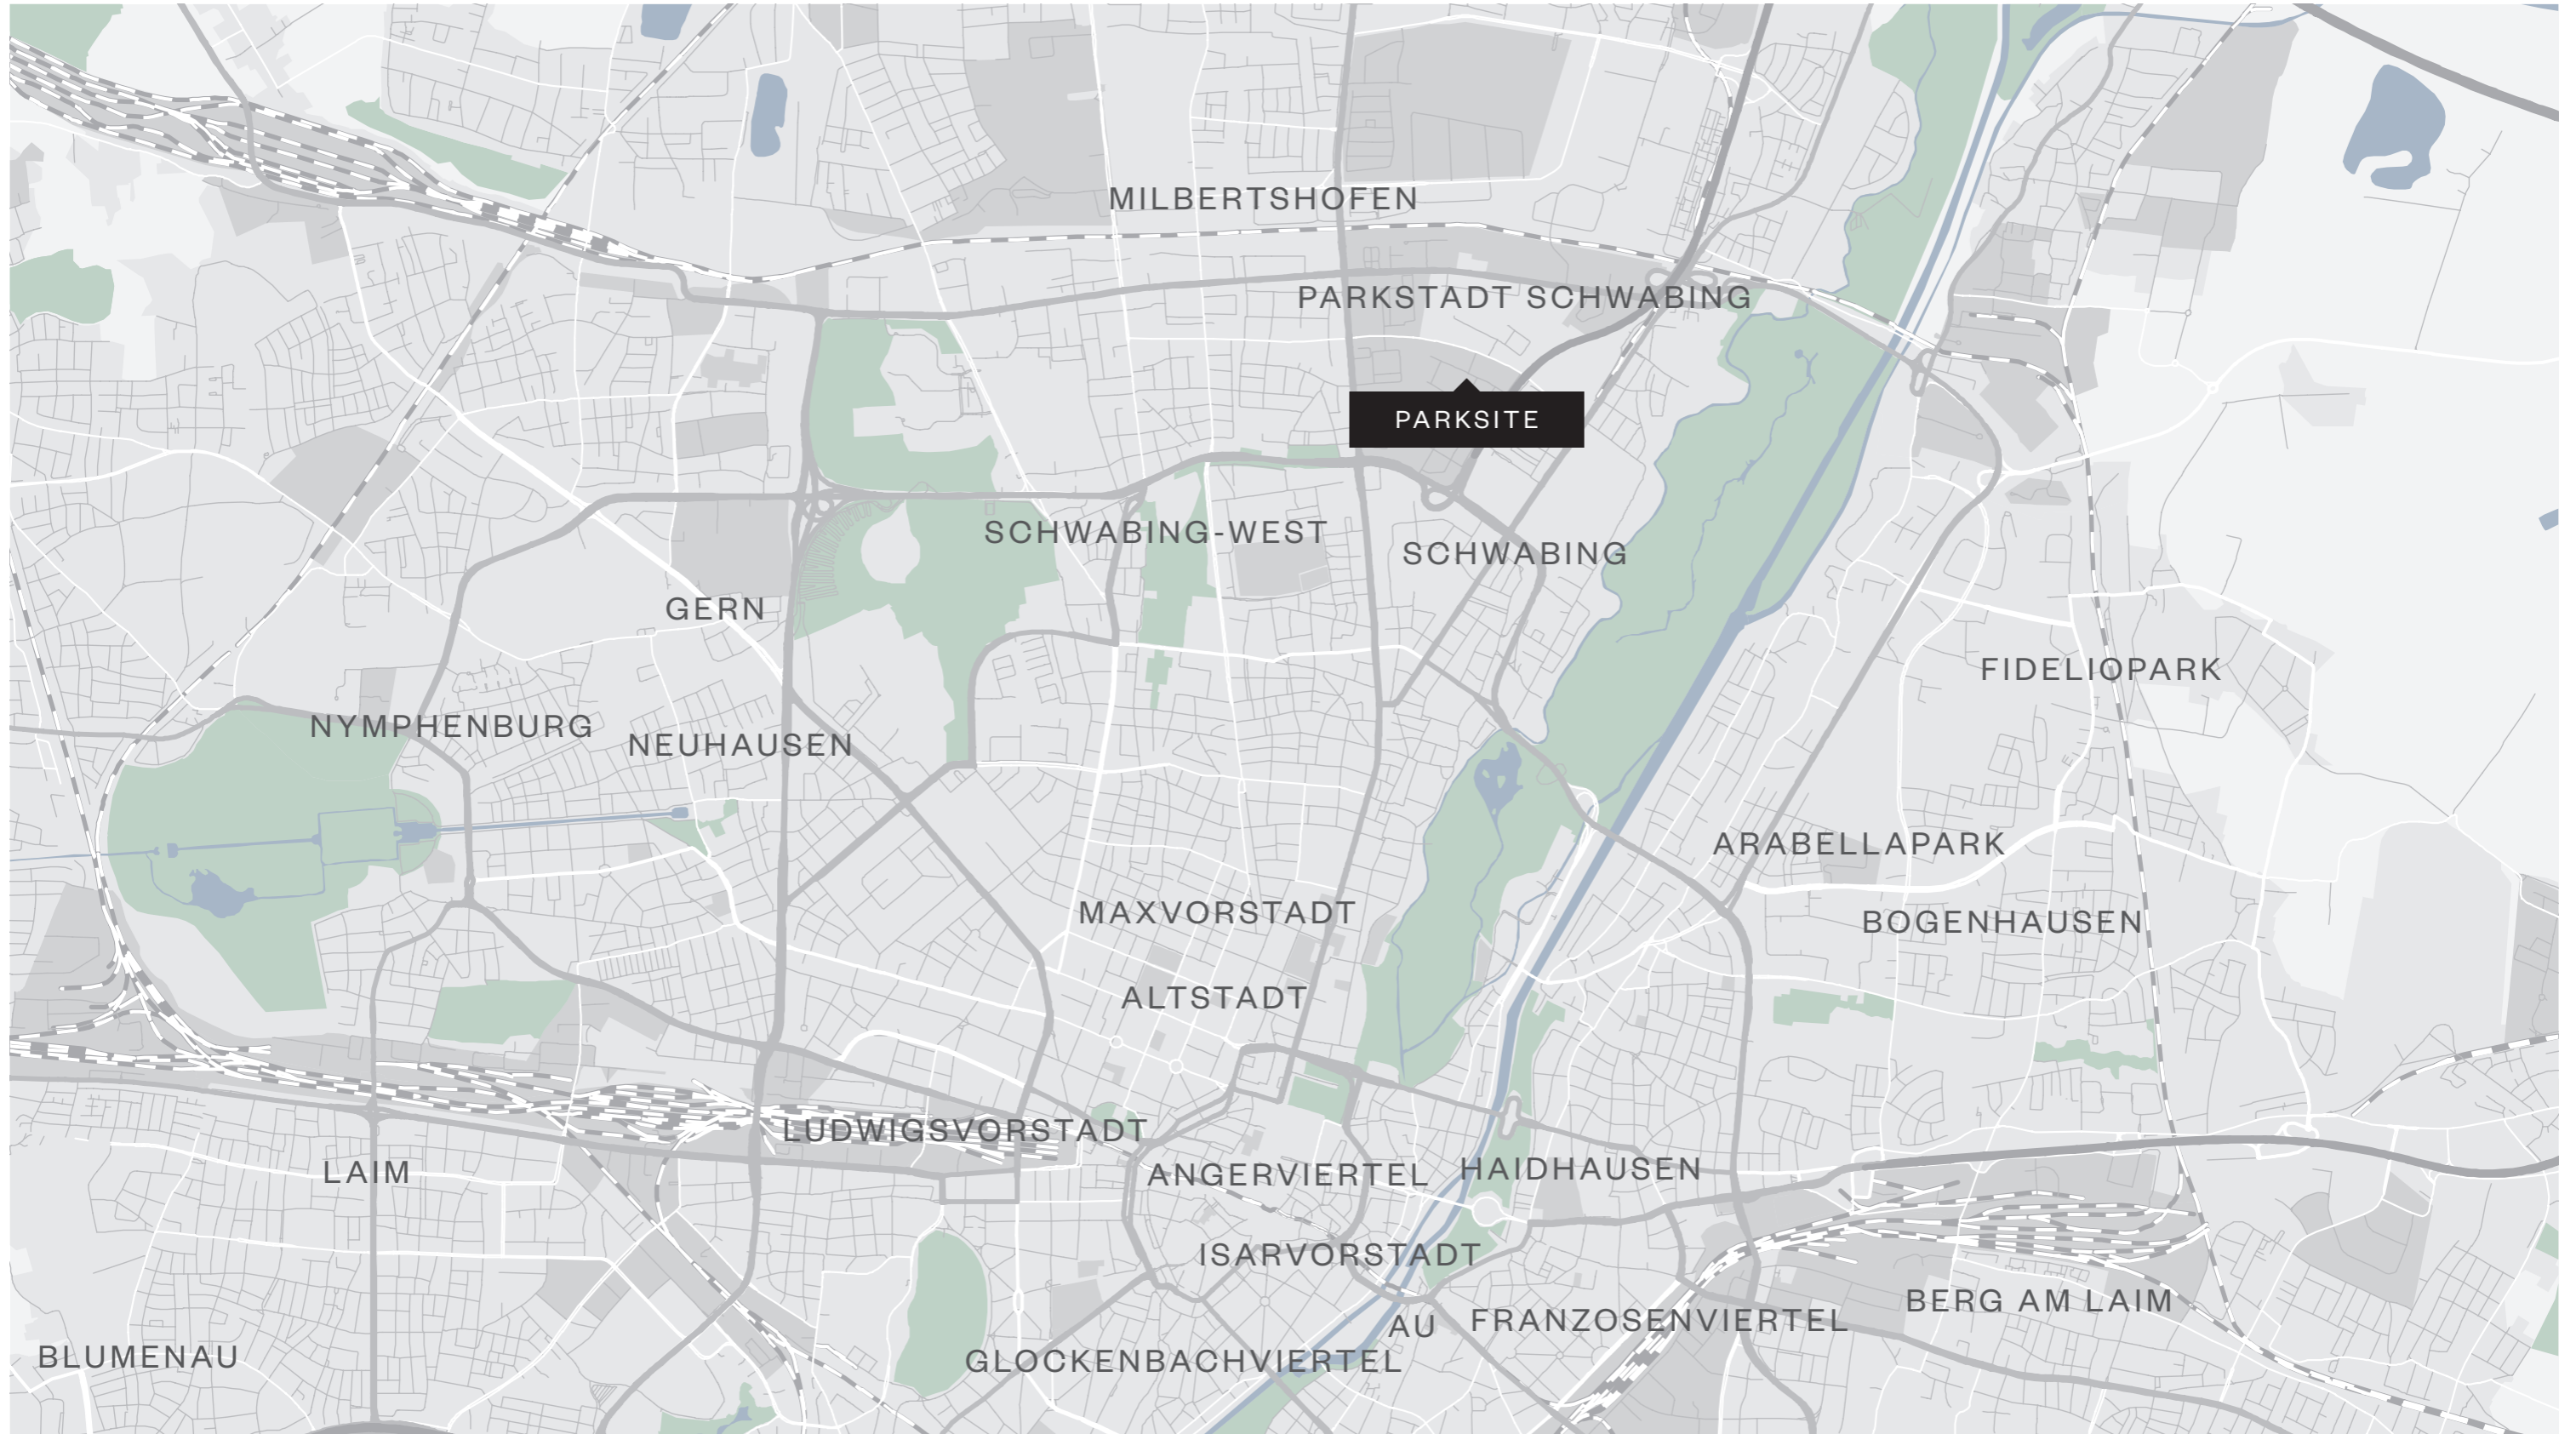 MILBERTSHOFEN
PARKSTADT SCHWABING
PARKSITE
SCHWABING-WEST
SCHWABING
GERN
FIDELIOPARK
NYMPHENBURG
NEUHAUSEN
ARABELLAPARK
MAXVORSTADT
BOGENHAUSEN
ALTSTADT
LUDWIGSVORSTADT
LAIM
ANGERVIERTEL
HAIDHAUSEN
ISARVORSTADT
BERG AM LAIM
AU
FRANZOSENVIERTEL
BLUMENAU
GLOCKENBACHVIERTEL